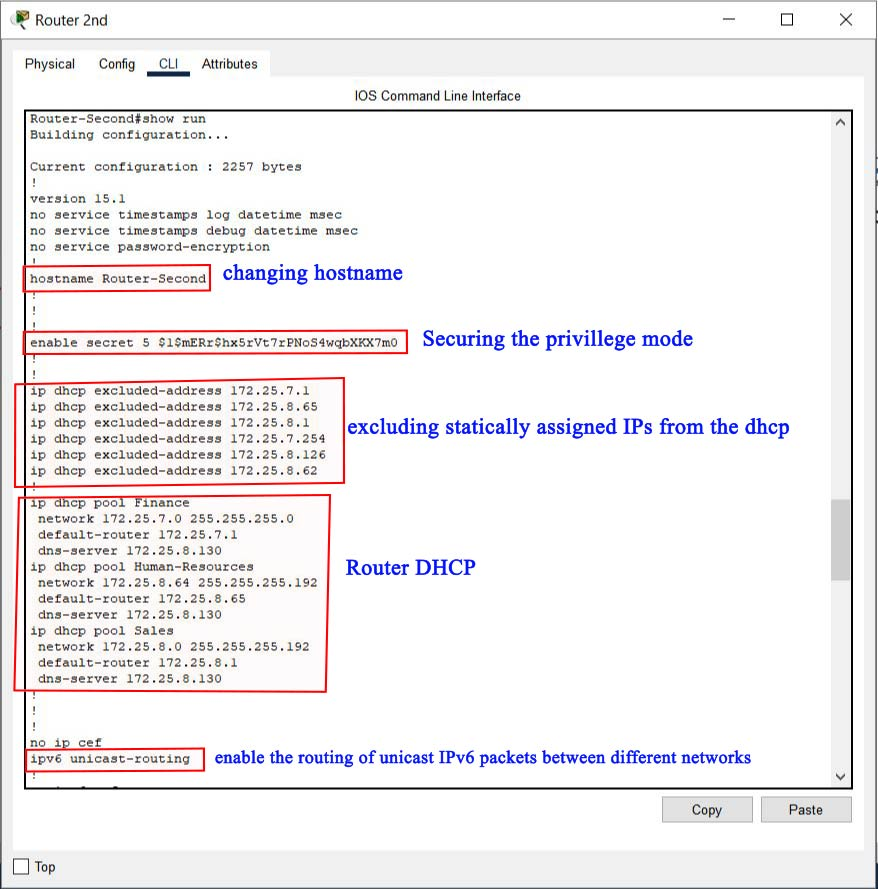 Router 2nd
Physical Config CLI Attributes
IOS Command Line Interface
Router-Second#show run
Building configuration...
Current configuration : 2257 bytes
!
version 15.1
no service timestamps log datetime msec
no service timestamps debug datetime msec
no service password-encryption
!
hostname Router-Second changing hostname
!
!
!
enable secret 5 $1$mERr$hx5rVt7rPNoS4wqbXKX7m0 Securing the privillege mode
!
!
ip dhcp excluded-address 172.25.7.1
ip dhcp excluded-address 172.25.8.65
ip dhcp excluded-address 172.25.8.1
excluding statically assigned IPs from the dhcp
ip dhcp excluded-address 172.25.7.254
ip dhcp excluded-address 172.25.8.126
ip dhcp excluded-address 172.25.8.62
!
ip dhcp pool Finance
network 172.25.7.0 255.255.255.0
default-router 172.25.7.1
dns-server 172.25.8.130
ip dhcp pool Human-Resources
Router DHCP
network 172.25.8.64 255.255.255.192
default-router 172.25.8.65
dns-server 172.25.8.130
ip dhcp pool Sales
network 172.25.8.0 255.255.255.192
default-router 172.25.8.1
dns-server 172.25.8.130
!
!
!
no ip cef
ipv6 unicast-routing enable the routing of unicast IPv6 packets between different networks
!
Copy Paste
Top